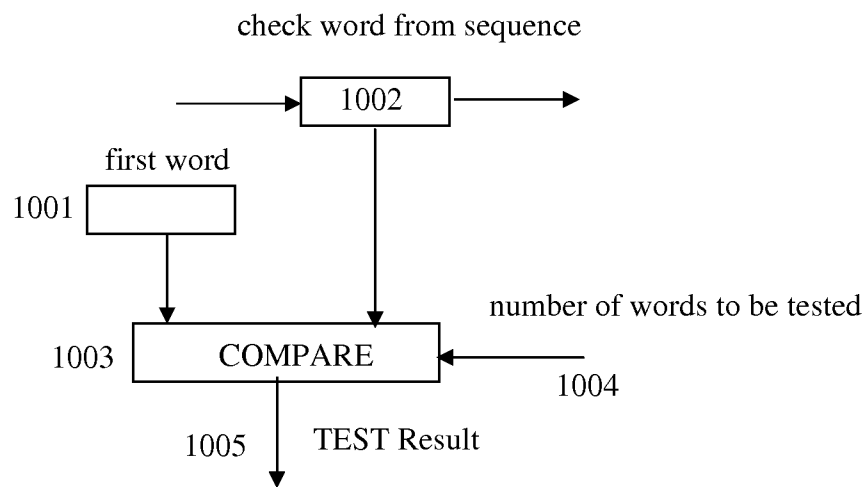 check word from sequence
1002
first word
1001
number of words to be tested
1003
COMPARE
1004
1005
TEST Result